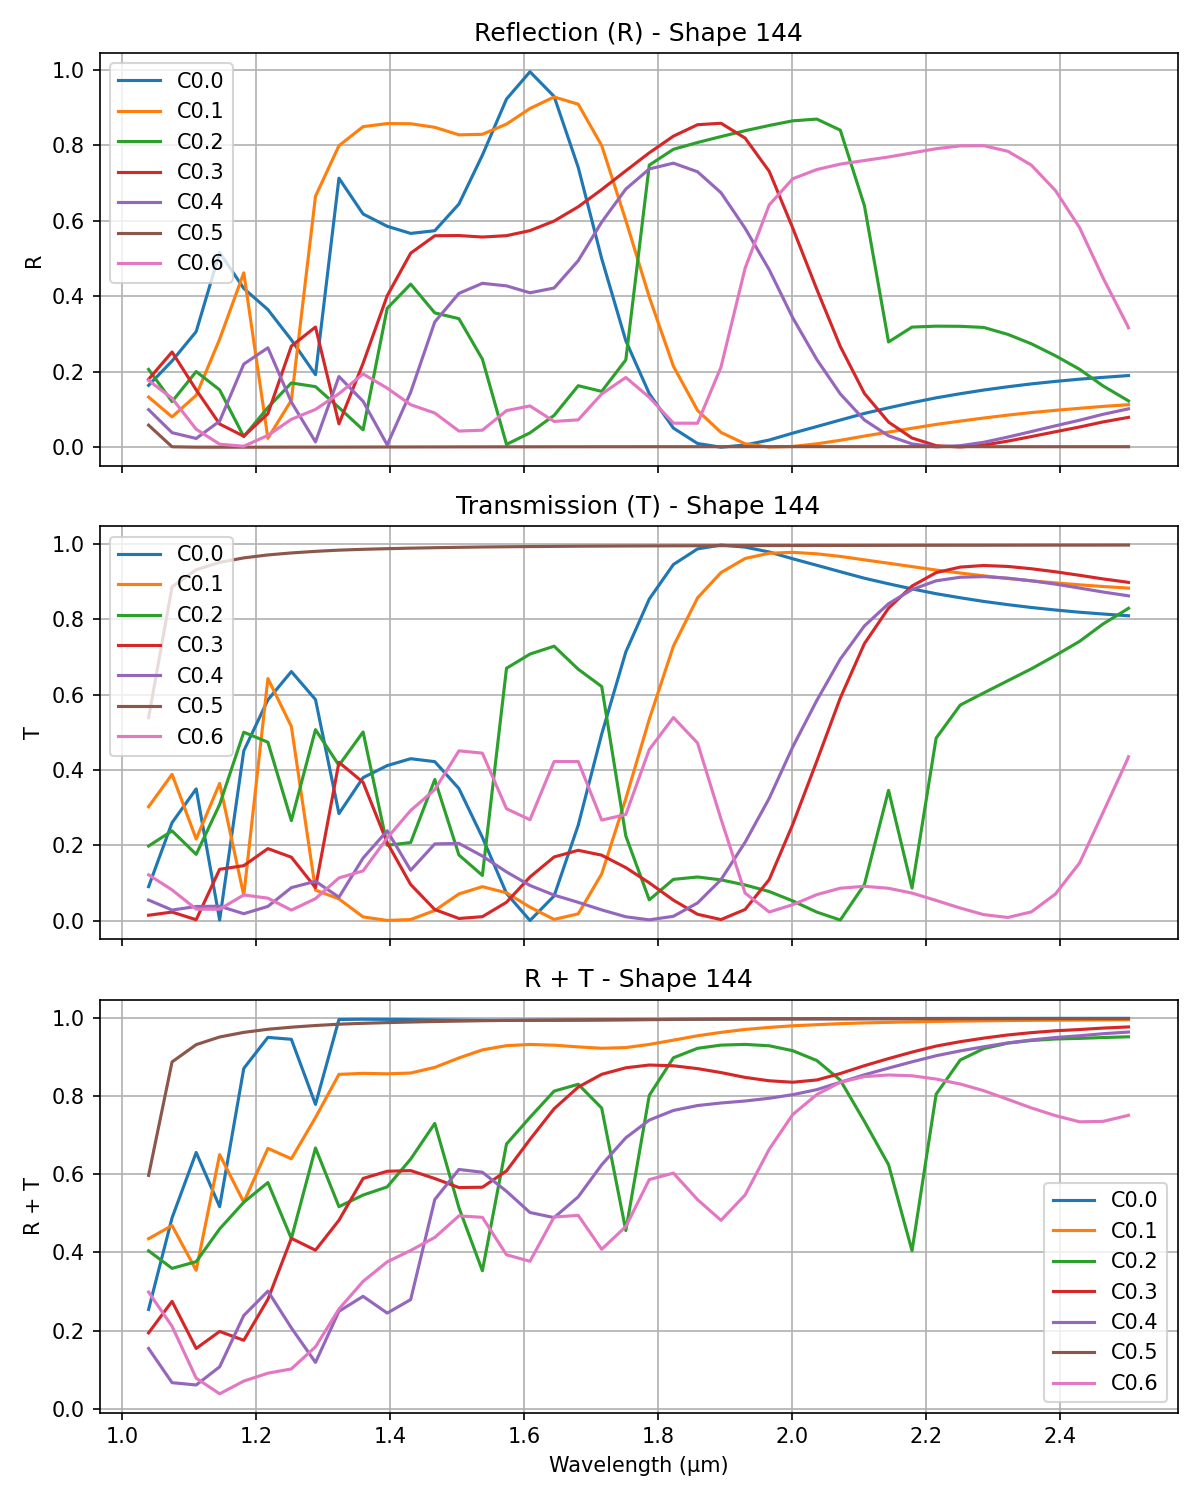 Reflection (R) - Shape 144
1.0
0.8
0.6
0.4
0.2
0.0
R
C0.0
C0.1
C0.2
C0.3
C0.4
C0.5
C0.6
Transmission (T) - Shape 144
1.0
0.8
0.6
0.4
0.2
0.0
T
C0.0
C0.1
C0.2
C0.3
C0.4
C0.5
C0.6
R + T - Shape 144
1.0
0.8
0.6
0.4
0.2
0.0
R + T
C0.0
C0.1
C0.2
C0.3
C0.4
C0.5
C0.6
1.0 1.2 1.4 1.6 1.8 2.0 2.2 2.4
Wavelength (μm)